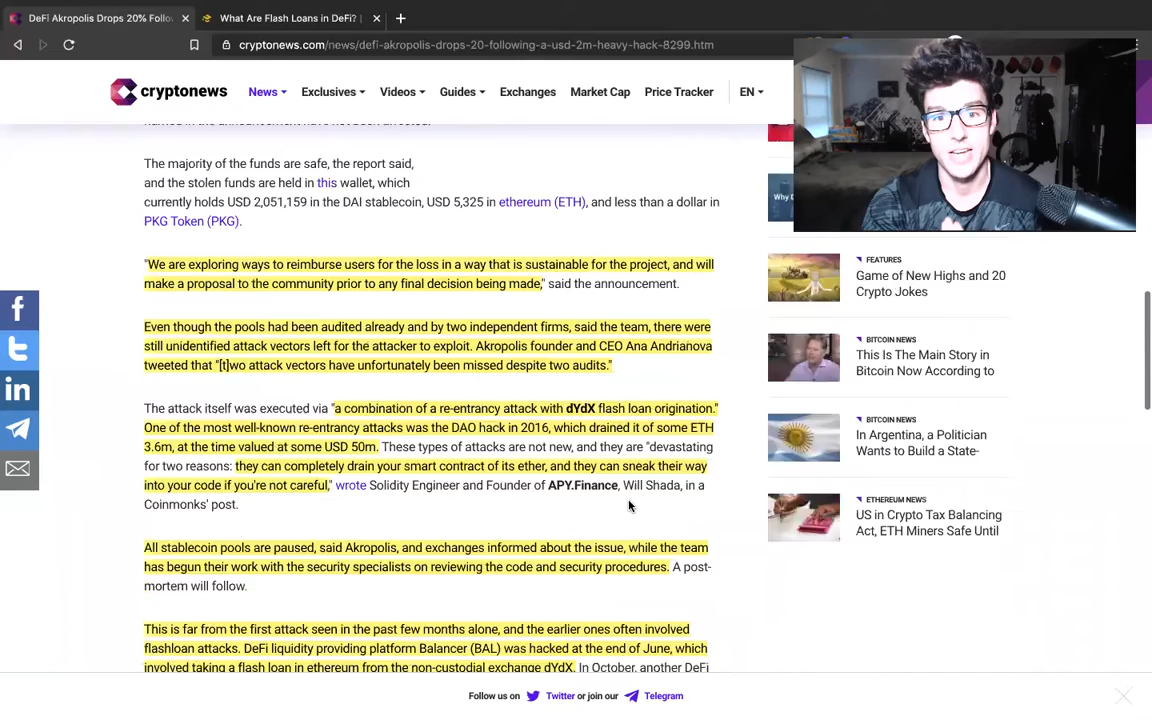 DeFi Akropolis Drops 20% Follo
What Are Flash Loans in DeFi? |
cryptonews.com/news/defi-akropolis-drops-20-following-a-usd-2m-heavy-hack-8299.htm
cryptonews
News
Exclusives
Videos
Guides
Exchanges
Market Cap
Price Tracker
EN
The majority of the funds are safe, the report said,
and the stolen funds are held in this wallet, which
currently holds USD 2,051,159 in the DAI stablecoin, USD 5,325 in ethereum (ETH), and less than a dollar in
PKG Token (PKG).
"We are exploring ways to reimburse users for the loss in a way that is sustainable for the project, and will
make a proposal to the community prior to any final decision being made," said the announcement.
Even though the pools had been audited already and by two independent firms, said the team, there were
still unidentified attack vectors left for the attacker to exploit. Akropolis founder and CEO Ana Andrianova
tweeted that "[t]wo attack vectors have unfortunately been missed despite two audits."
The attack itself was executed via "a combination of a re-entrancy attack with dYdX flash loan origination."
One of the most well-known re-entrancy attacks was the DAO hack in 2016, which drained it of some ETH
3.6m, at the time valued at some USD 50m. These types of attacks are not new, and they are "devastating
for two reasons: they can completely drain your smart contract of its ether, and they can sneak their way
into your code if you're not careful," wrote Solidity Engineer and Founder of APY.Finance, Will Shada, in a
Coinmonks' post.
All stablecoin pools are paused, said Akropolis, and exchanges informed about the issue, while the team
has begun their work with the security specialists on reviewing the code and security procedures. A post-
mortem will follow.
This is far from the first attack seen in the past few months alone, and the earlier ones often involved
flashloan attacks. DeFi liquidity providing platform Balancer (BAL) was hacked at the end of June, which
involved taking a flash loan in ethereum from the non-custodial exchange dYdX. In October, another DeFi
Why D
FEATURES
Game of New Highs and 20
Crypto Jokes
BITCOIN NEWS
This Is The Main Story in
Bitcoin Now According to
BITCOIN NEWS
In Argentina, a Politician
Wants to Build a State-
ETHEREUM NEWS
US in Crypto Tax Balancing
Act, ETH Miners Safe Until
Follow us on Twitter or join our Telegram